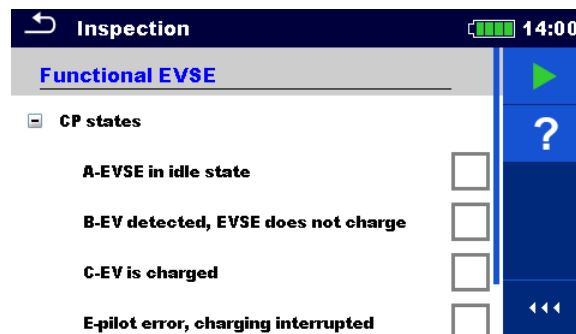 Inspection
14:00
Functional EVSE
CP states
A-EVSE in idle state
B-EV detected, EVSE does not charge
C-EV is charged
E-pilot error, charging interrupted
?